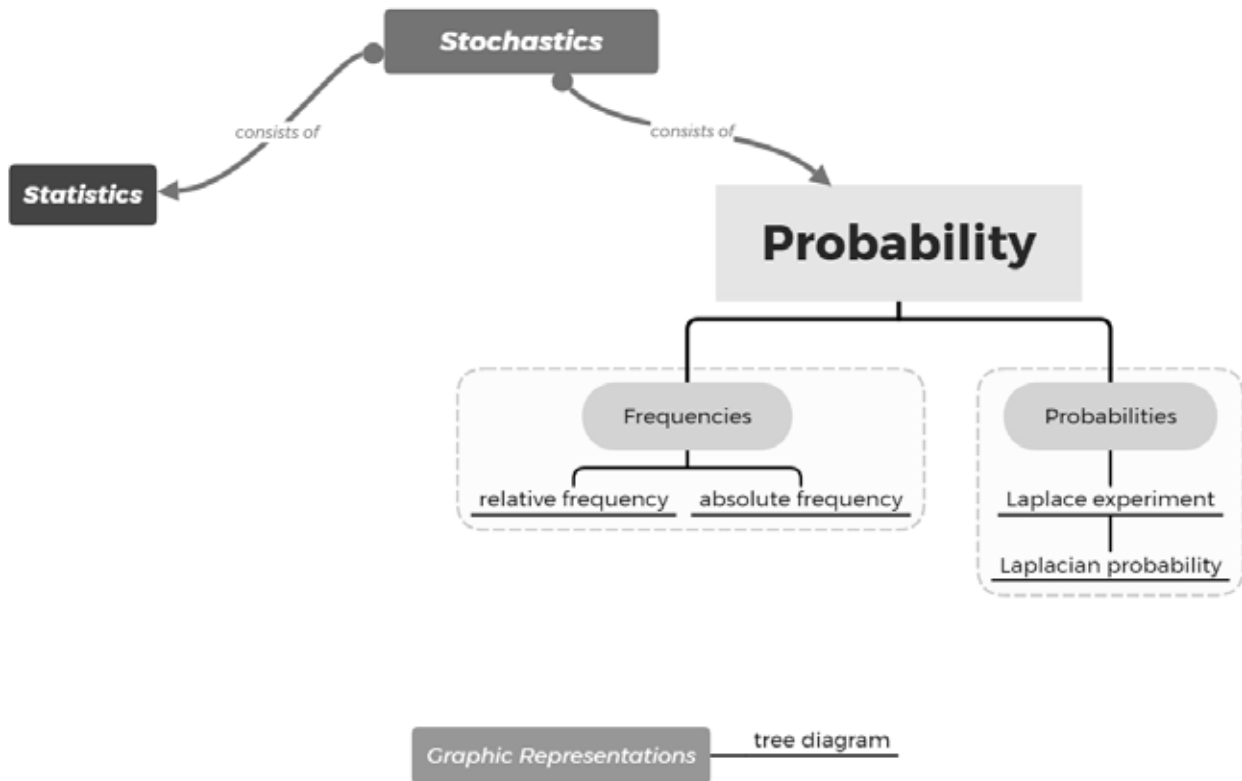 Stochastics
consists of
consists of
Statistics
Probability
Frequencies
Probabilities
relative frequency
absolute frequency
Laplace experiment
Laplacian probability
Graphic Representations
tree diagram